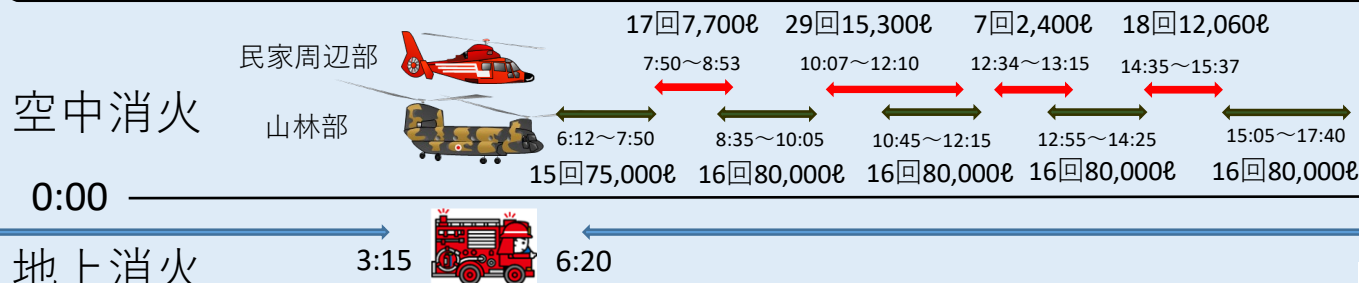 17回7,700ℓ 29回15,300ℓ 7回2,400ℓ 18回12,060ℓ
民家周辺部
7:50～8:53 10:07～12:10 12:34～13:15 14:35～15:37
空中消火
山林部
6:12～7:50 8:35～10:05 10:45～12:15 12:55～14:25 15:05～17:40
15回75,000ℓ 16回80,000ℓ 16回80,000ℓ 16回80,000ℓ 16回80,000ℓ
0:00
地上消火
3:15 6:20